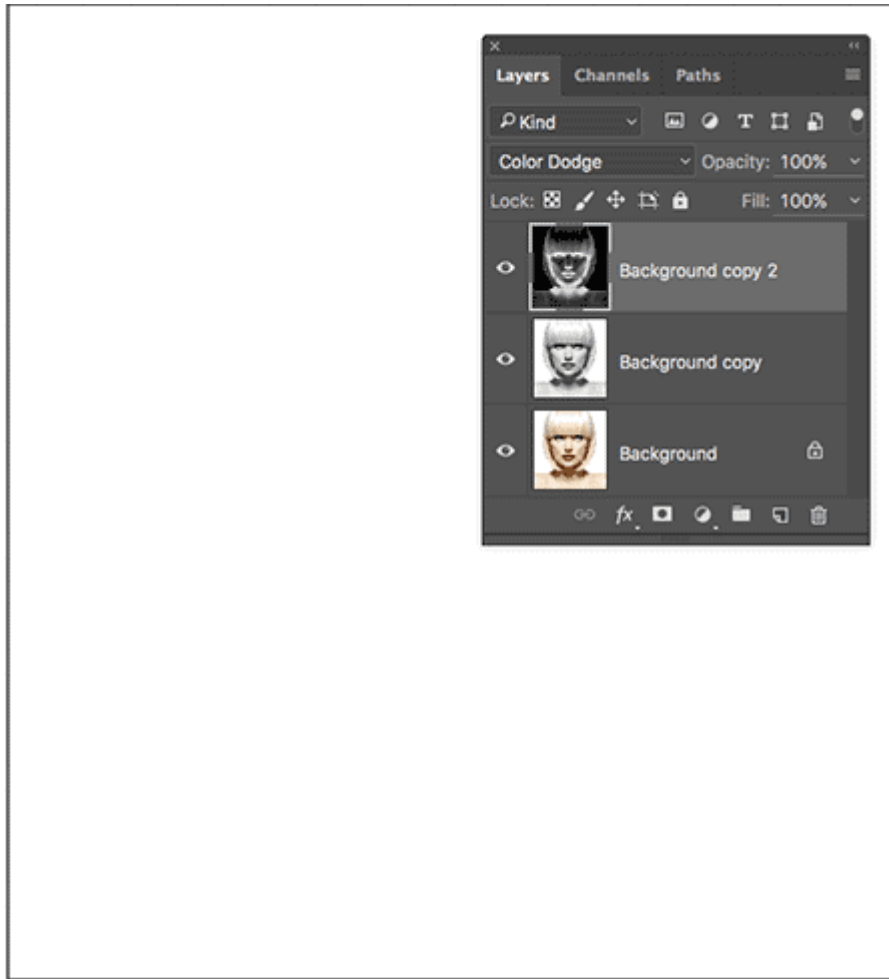 Layers Channels Paths
Kind T
Color Dodge Opacity: 100%
Lock: Fill: 100%
Background copy 2
Background copy
Background
fx